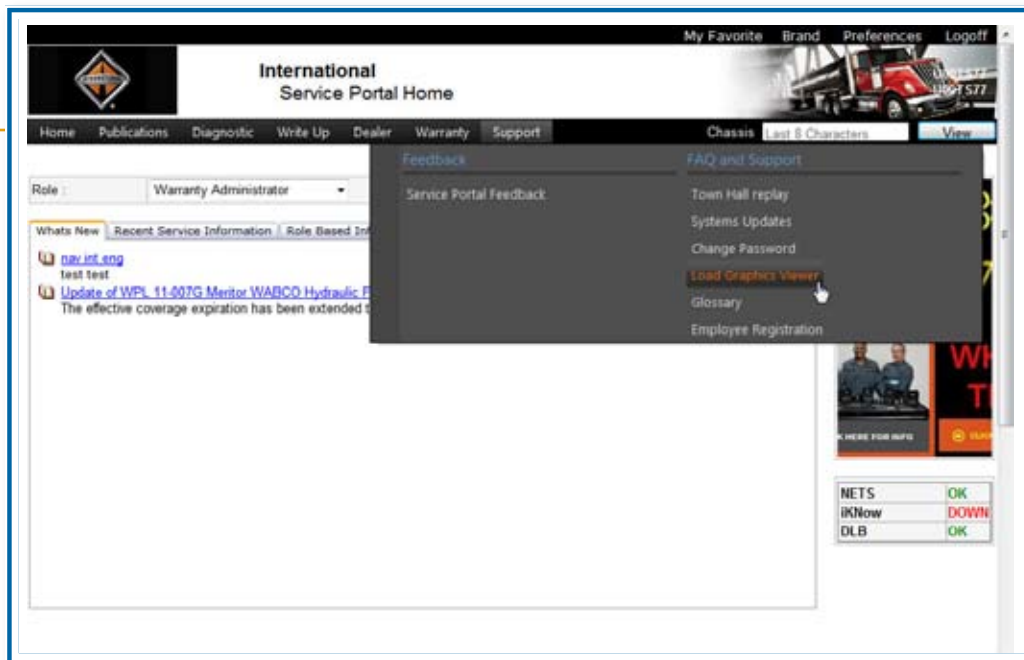 My Favorite Brand Preferences Logoff
International
Service Portal Home
Home Publications Diagnostic Write Up Dealer Warranty Support Chassis Last 8 Characters View
Feedback FAQ and Support
Role : Warranty Administrator
Service Portal Feedback
Town Hall replay
Systems Updates
Change Password
Load Graphics Viewer
Glossary
Employee Registration
Whats New Recent Service Information Role Based
nav int eng
test test
Update of WPL 11-007G Meritor WABCO Hydraulic
The effective coverage expiration has been extended
HERE FOR INFO
NETS OK
iKNow DOWN
DLB OK